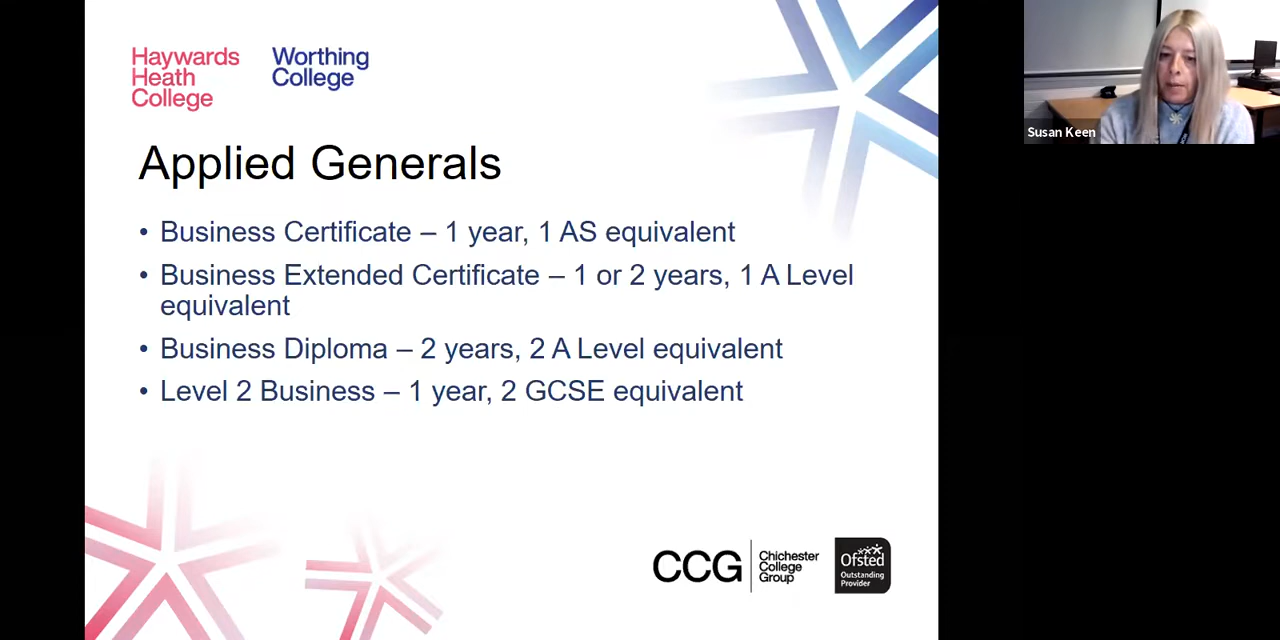 Haywards
Heath
College
Worthing
College
Applied Generals
• Business Certificate – 1 year, 1 AS equivalent
• Business Extended Certificate – 1 or 2 years, 1 A Level
equivalent
• Business Diploma – 2 years, 2 A Level equivalent
• Level 2 Business – 1 year, 2 GCSE equivalent
CCG
Chichester
College
Group
Ofsted
Outstanding
Provider
Susan Keen